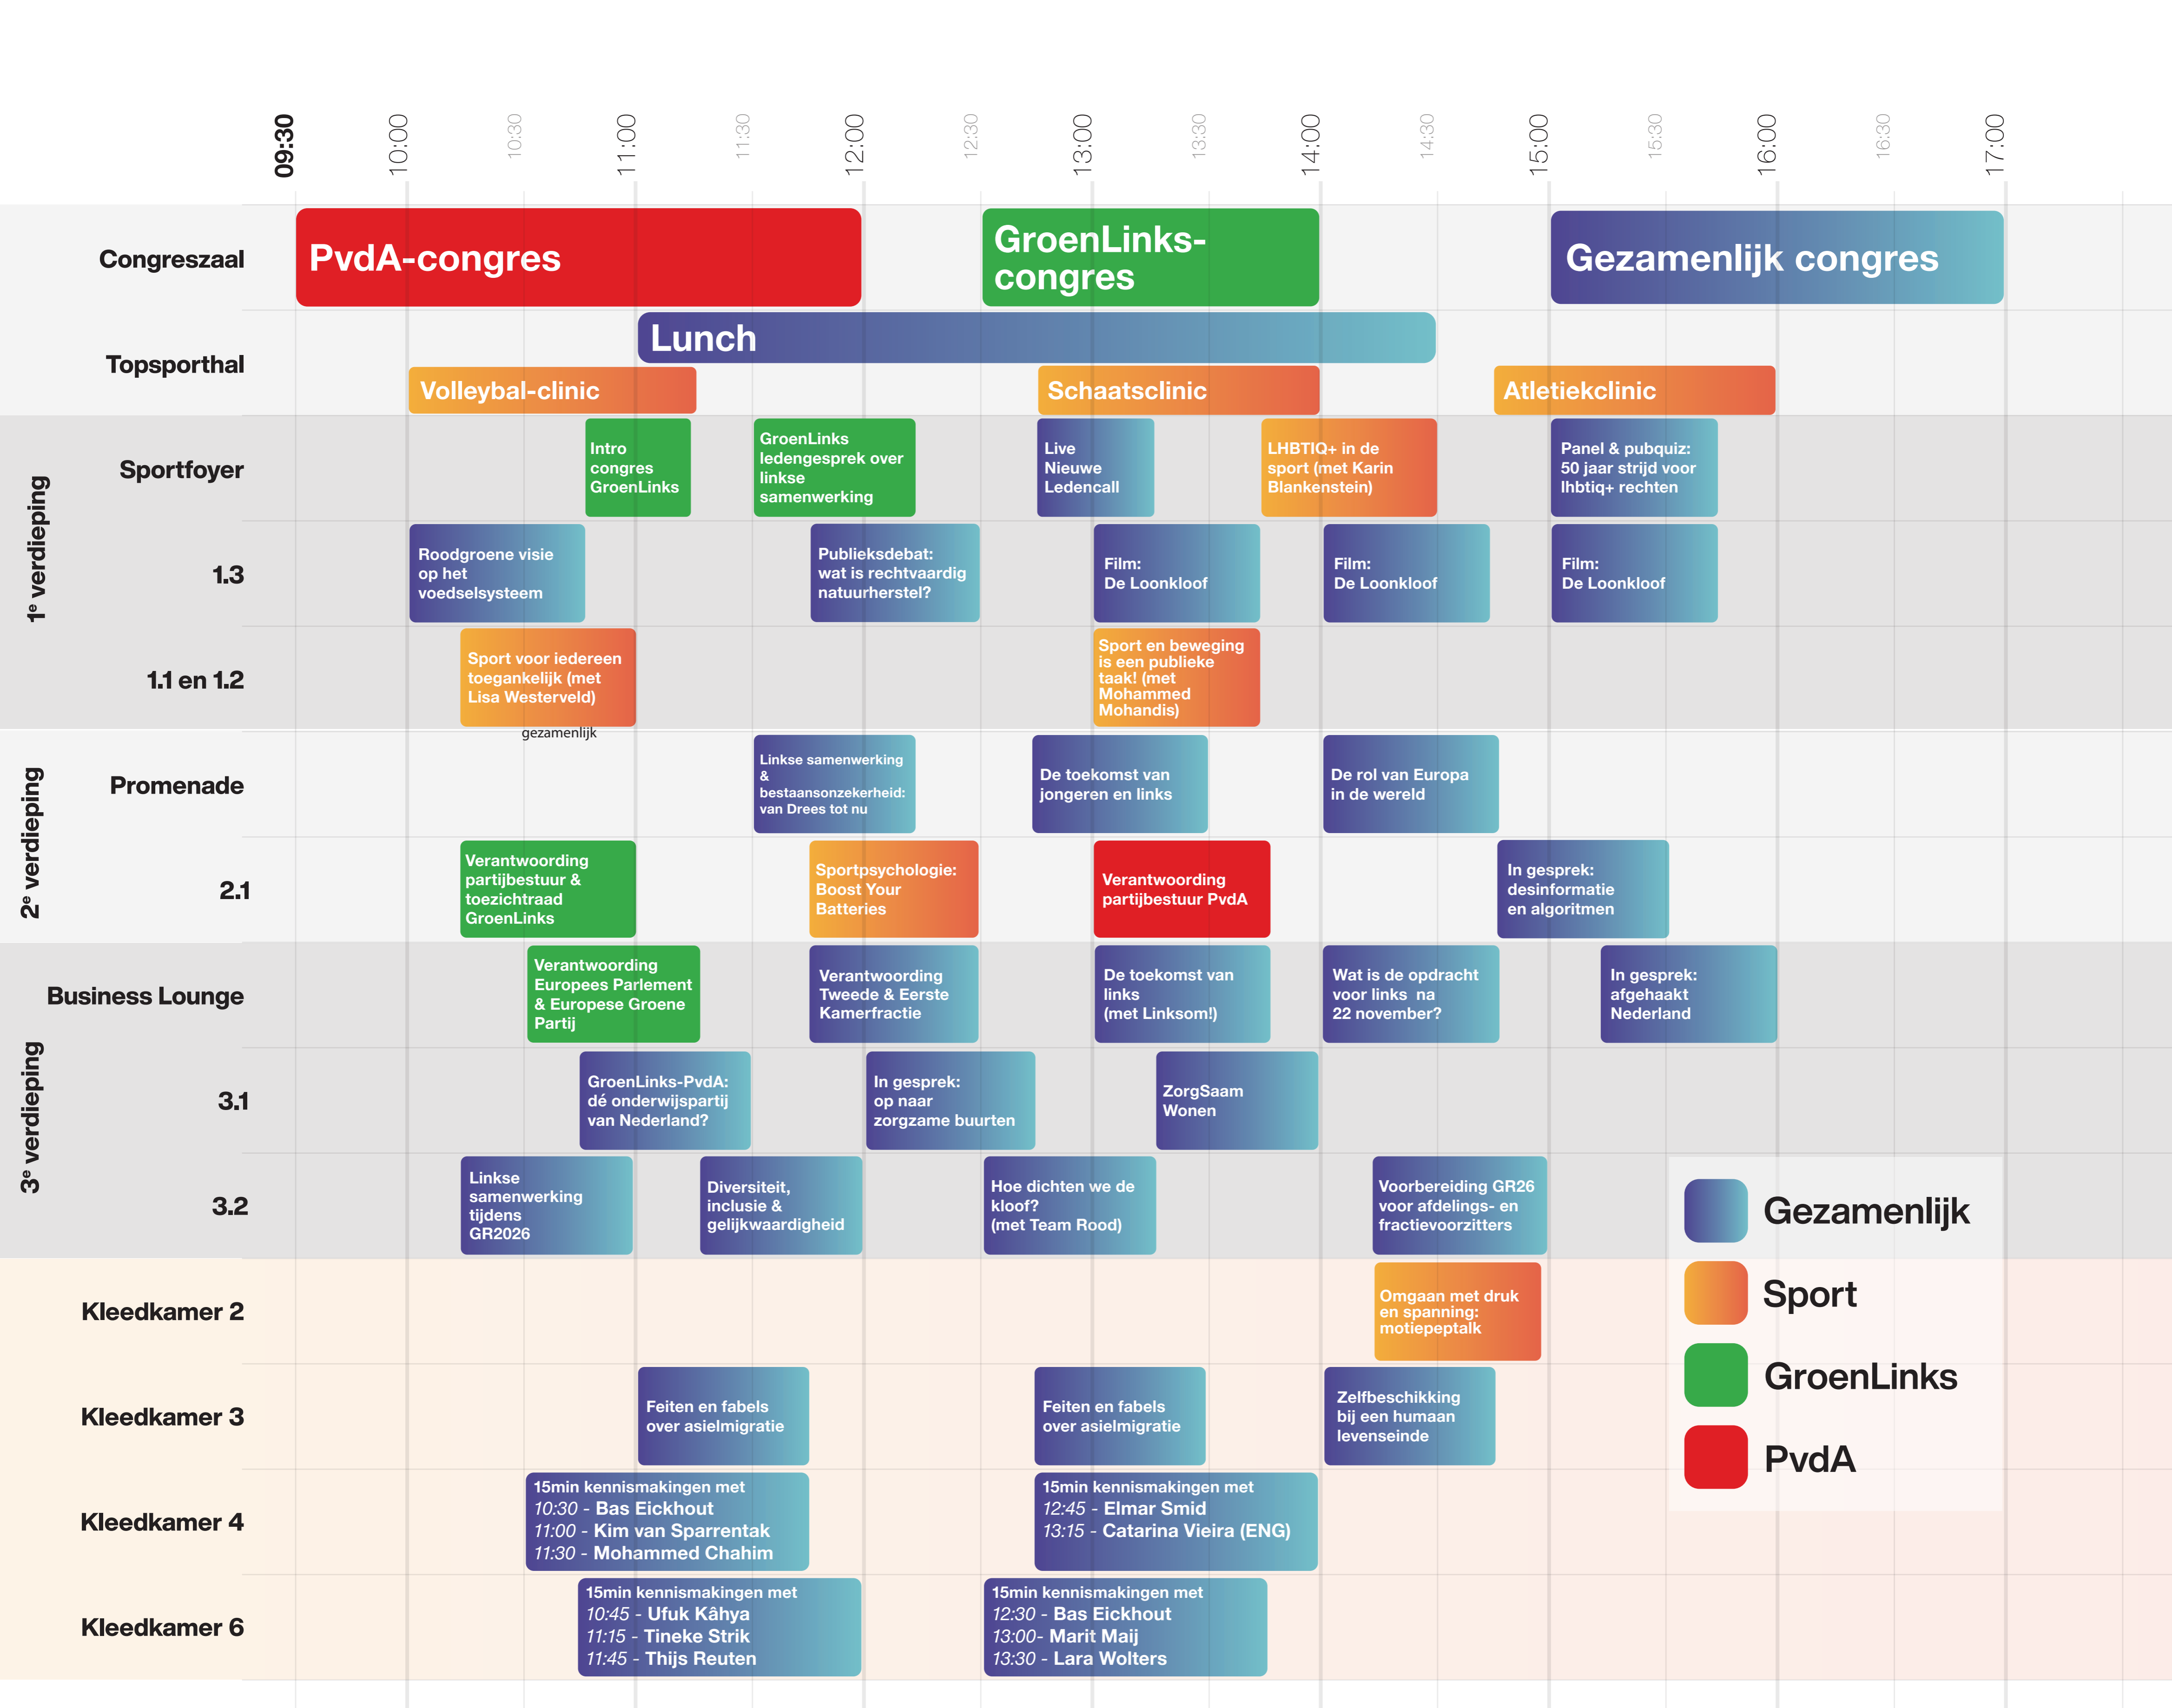 09:30
10:00
10:30
11:00
11:30
12:00
12:30
13:00
13:30
14:00
14:30
15:00
15:30
16:00
16:30
17:00
Congreszaal
PvdA-congres
GroenLinks-
congres
Gezamenlijk congres
Topsporthal
Lunch
Volleybal-clinic
Schaatsclinic
Atletiekclinic
1e verdieping
Sportfoyer
Intro
congres
GroenLinks
GroenLinks
ledengesprek over
linkse
samenwerking
Live
Nieuwe
Ledencall
LHBTIQ+ in de
sport (met Karin
Blankenstein)
Panel & pubquiz:
50 jaar strijd voor
lhbtiq+ rechten
1.3
Roodgroene visie
op het
voedselsysteem
Publieksdebat:
wat is rechtvaardig
natuurherstel?
Film:
De Loonkloof
Film:
De Loonkloof
Film:
De Loonkloof
1.1 en 1.2
Sport voor iedereen
toegankelijk (met
Lisa Westerveld)
Sport en beweging
is een publieke
taak! (met
Mohammed
Mohandis)
gezamenlijk
2e verdieping
Promenade
Linkse samenwerking
&
bestaansonzekerheid:
van Drees tot nu
De toekomst van
jongeren en links
De rol van Europa
in de wereld
2.1
Verantwoording
partijbestuur &
toezichtraad
GroenLinks
Sportpsychologie:
Boost Your
Batteries
Verantwoording
partijbestuur PvdA
In gesprek:
desinformatie
en algoritmen
3e verdieping
Business Lounge
Verantwoording
Europees Parlement
& Europese Groene
Partij
Verantwoording
Tweede & Eerste
Kamerfractie
De toekomst van
links
(met Linksom!)
Wat is de opdracht
voor links na
22 november?
In gesprek:
afgehaakt
Nederland
3.1
GroenLinks-PvdA:
dé onderwijspartij
van Nederland?
In gesprek:
op naar
zorgzame buurten
ZorgSaam
Wonen
3.2
Linkse
samenwerking
tijdens
GR2026
Diversiteit,
inclusie &
gelijkwaardigheid
Hoe dichten we de
kloof?
(met Team Rood)
Voorbereiding GR26
voor afdelings- en
fractievoorzitters
Kleedkamer 2
Omgaan met druk
en spanning:
motiepeptalk
Kleedkamer 3
Feiten en fabels
over asielmigratie
Feiten en fabels
over asielmigratie
Zelfbeschikking
bij een humaan
levenseinde
Kleedkamer 4
15min kennismakingen met
10:30 - Bas Eickhout
11:00 - Kim van Sparrentak
11:30 - Mohammed Chahim
15min kennismakingen met
12:45 - Elmar Smid
13:15 - Catarina Vieira (ENG)
Kleedkamer 6
15min kennismakingen met
10:45 - Ufuk Kâhya
11:15 - Tineke Strik
11:45 - Thijs Reuten
15min kennismakingen met
12:30 - Bas Eickhout
13:00- Marit Maij
13:30 - Lara Wolters
Gezamenlijk
Sport
GroenLinks
PvdA